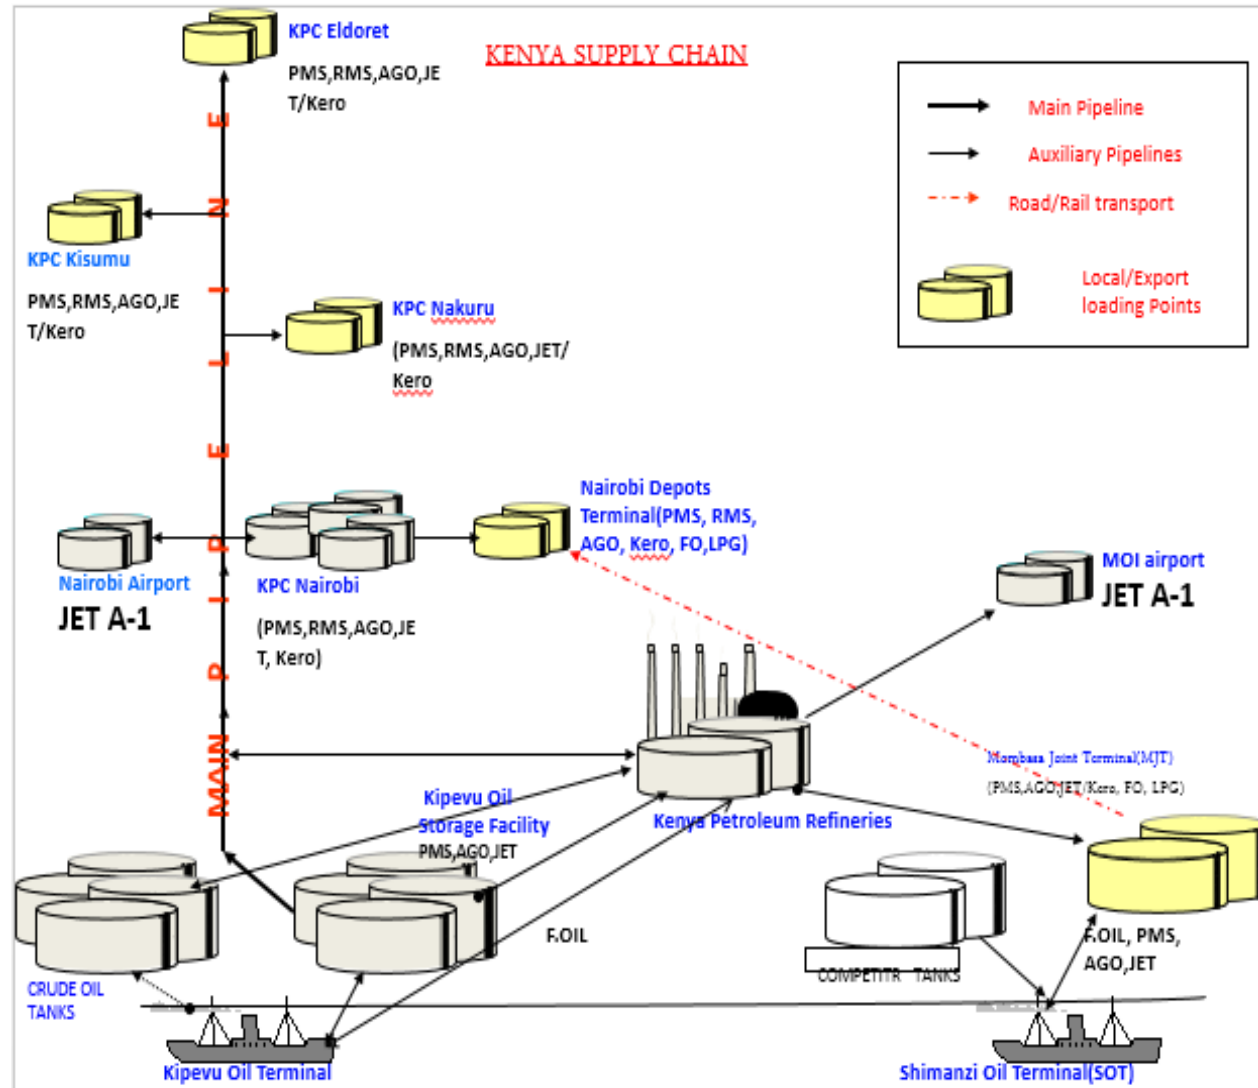 KPC Eldoret
PMS,RMS,AGO,JE
T/Kero
KENYA SUPPLY CHAIN
Main Pipeline
Auxiliary Pipelines
Road/Rail transport
Local/Export
loading Points
MAIN PIPELINE
KPC Kisumu
PMS,RMS,AGO,JE
T/Kero
KPC Nakuru
(PMS,RMS,AGO,JET/
Kero
Nairobi Depots
Terminal(PMS, RMS,
AGO, Kero, FO,LPG)
Nairobi Airport
JET A-1
KPC Nairobi
(PMS,RMS,AGO,JE
T, Kero)
MOI airport
JET A-1
Mombasa Joint Terminal(MJT)
(PMS,AGO,JET/Kero, FO, LPG)
Kipevu Oil
Storage Facility
PMS,AGO,JET
Kenya Petroleum Refineries
F.OIL
F.OIL, PMS,
AGO,JET
COMPETITR TANKS
CRUDE OIL
TANKS
Kipevu Oil Terminal
Shimanzi Oil Terminal(SOT)